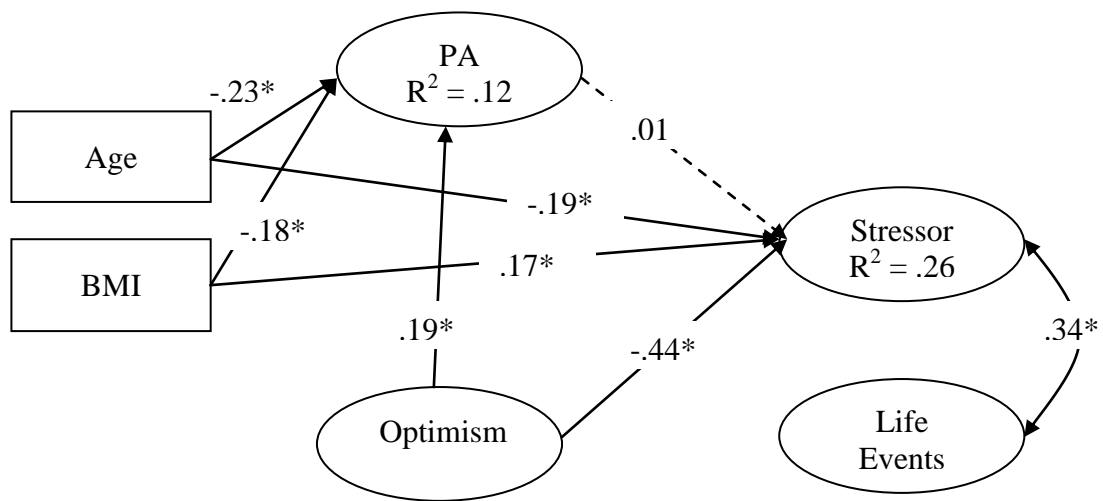 PA
R² = .12
-.23*
Age
.01
-.18*
-.19*
Stressor
R² = .26
BMI
.17*
.19*
-.44*
.34*
Optimism
Life
Events